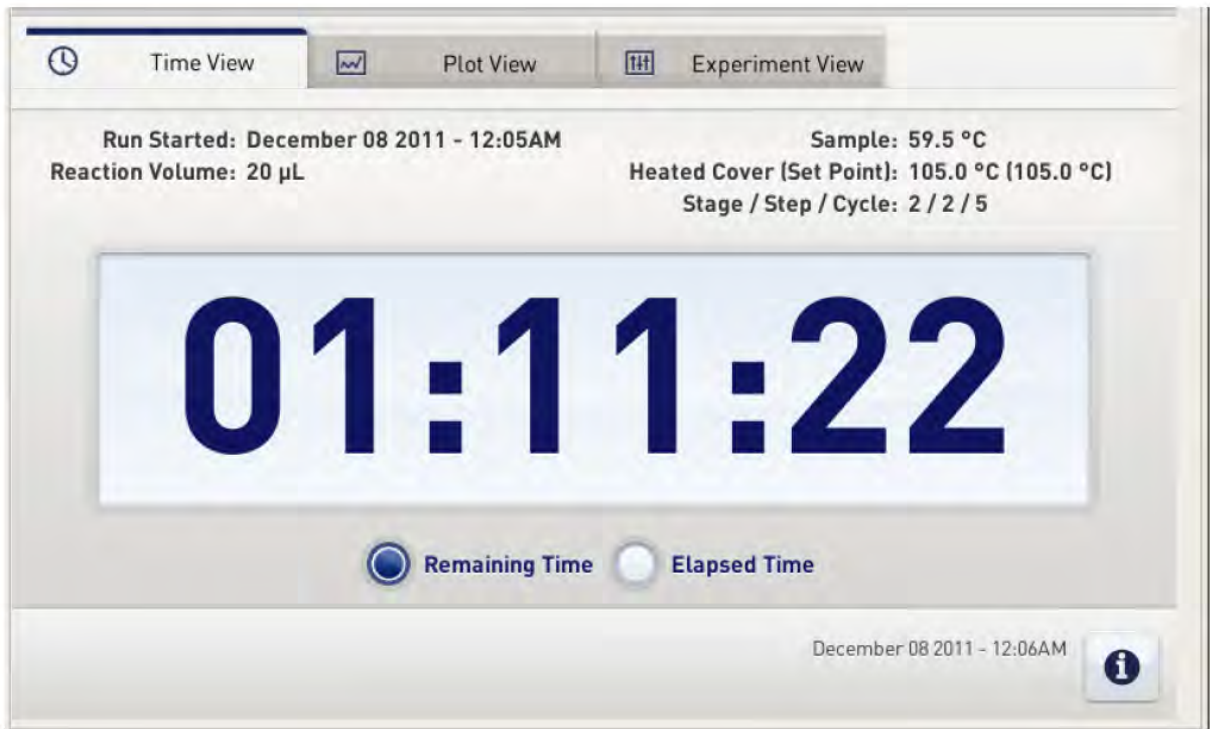 Time View
Plot View
Experiment View
Run Started: December 08 2011 - 12:05AM
Reaction Volume: 20 µL
Sample: 59.5 °C
Heated Cover (Set Point): 105.0 °C (105.0 °C)
Stage / Step / Cycle: 2 / 2 / 5
01:11:22
Remaining Time
Elapsed Time
December 08 2011 - 12:06AM